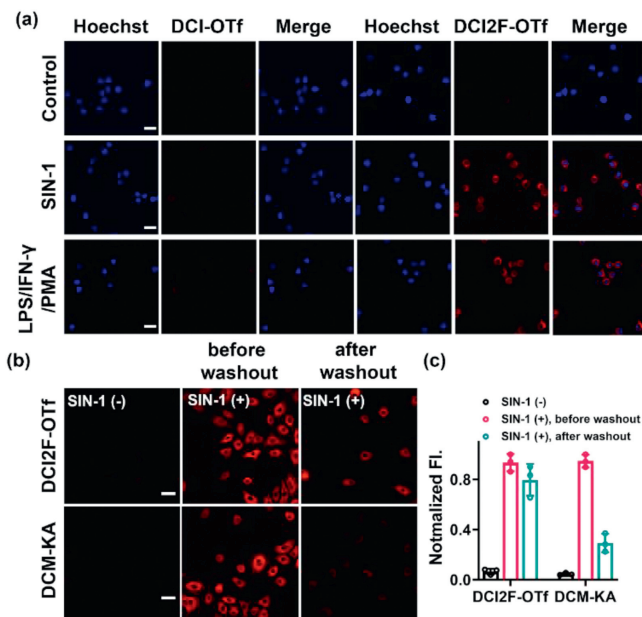 (a)
Hoechst DCI-OTf Merge Hoechst DCI2F-OTf Merge
Control
SIN-1
LPS/IFN-γ
/PMA
(b)
before
washout
after
washout
SIN-1 (-)
SIN-1 (+)
SIN-1 (+)
DCI2F-OTf
DCM-KA
(c)
SIN-1 (-)
SIN-1 (+), before washout
SIN-1 (+), after washout
Notmalized FI.
0.8
0.4
0.0
DCI2F-OTf DCM-KA